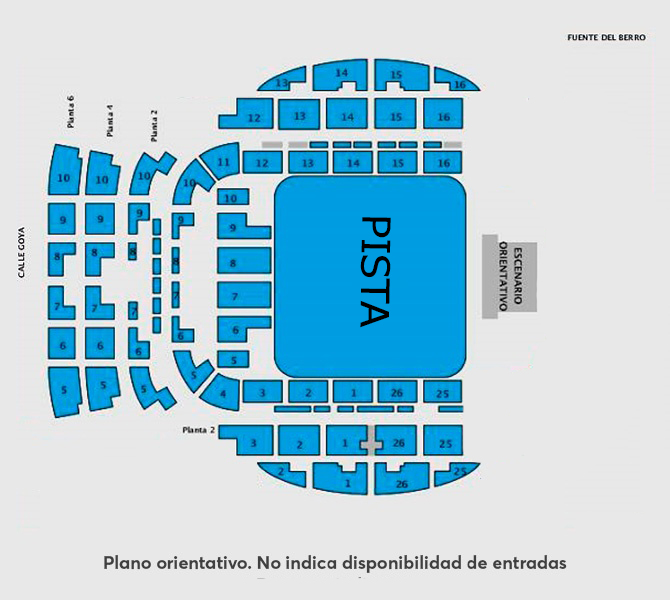 FUENTE DEL BERRO
Planta 6
Planta 4
Planta 2
13 14 15 16
12 13 14 15 16
11 12 13 14 15 16
10 10 10 10 10
9 9 9 9 9
8 8 8 8 8
7 7 7 7 7
6 6 6 6 6
5 5 5 5 5
4 3 2 1 26 25
CALLE GOYA
PISTA
ESCENARIO
ORIENTATIVO
Planta 2
3 2 1 26 25
2 1 26 25
Plano orientativo. No indica disponibilidad de entradas